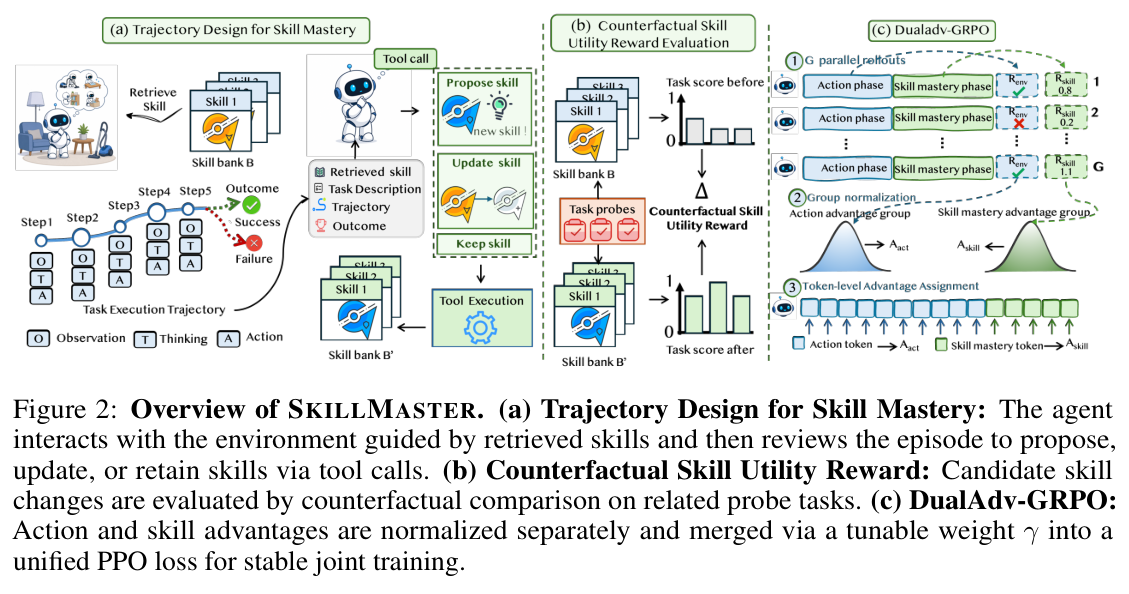 (a) Trajectory Design for Skill Mastery
Retrieve
Skill
Skill 3
Skill 2
Skill 1
Skill bank B
Tool call
Propose skill
new skill !
Update skill
Keep skill
Tool Execution
Retrieved skill
Task Description
Trajectory
Outcome
Step1
Step2
Step3
Step4
Step5
Outcome
Success
Failure
O
T
A
O
T
A
O
T
A
O
T
A
O
T
A
Task Execution Trajectory
O Observation
T Thinking
A Action
Skill 3
Skill 2
Skill 1
Skill bank B'
(b) Counterfactual Skill
Utility Reward Evaluation
Skill 3
Skill 2
Skill 1
Skill bank B
Task score before
1
0
Task probes
Δ
Counterfactual Skill
Utility Reward
Skill 3
Skill 2
Skill 1
Skill bank B'
1
0
Task score after
(c) Dualadv-GRPO
1 G parallel rollouts
Action phase Skill mastery phase Renv Rskill 0.8 1
Action phase Skill mastery phase Renv Rskill 0.2 2
Action phase Skill mastery phase Renv Rskill 1.1 G
2 Group normalization
Action advantage group
Skill mastery advantage group
Aact
Askill
3 Token-level Advantage Assignment
Action token Aact
Skill mastery token Askill
Figure 2: Overview of SKILLMASTER. (a) Trajectory Design for Skill Mastery: The agent
interacts with the environment guided by retrieved skills and then reviews the episode to propose,
update, or retain skills via tool calls. (b) Counterfactual Skill Utility Reward: Candidate skill
changes are evaluated by counterfactual comparison on related probe tasks. (c) DualAdv-GRPO:
Action and skill advantages are normalized separately and merged via a tunable weight γ into a
unified PPO loss for stable joint training.